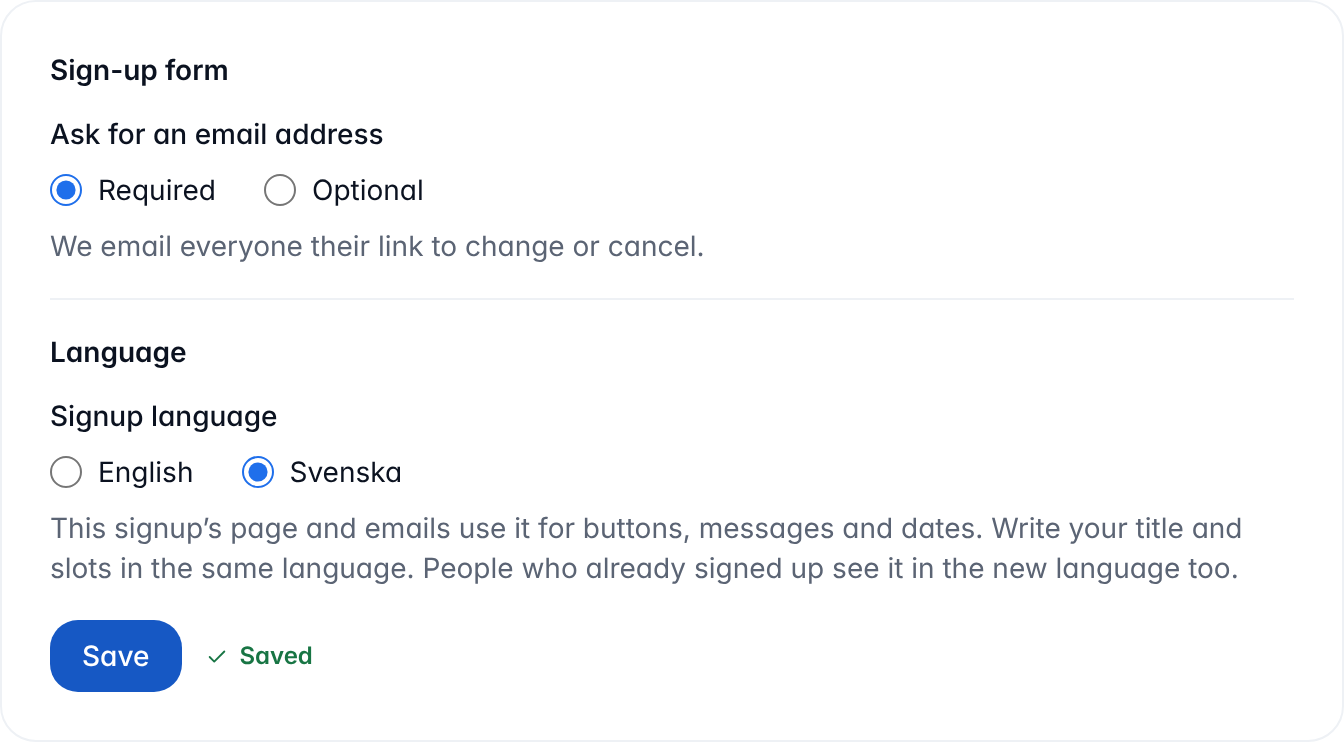 Sign-up form
Ask for an email address
Required Optional
We email everyone their link to change or cancel.
Language
Signup language
English Svenska
This signup’s page and emails use it for buttons, messages and dates. Write your title and
slots in the same language. People who already signed up see it in the new language too.
Save ✓ Saved